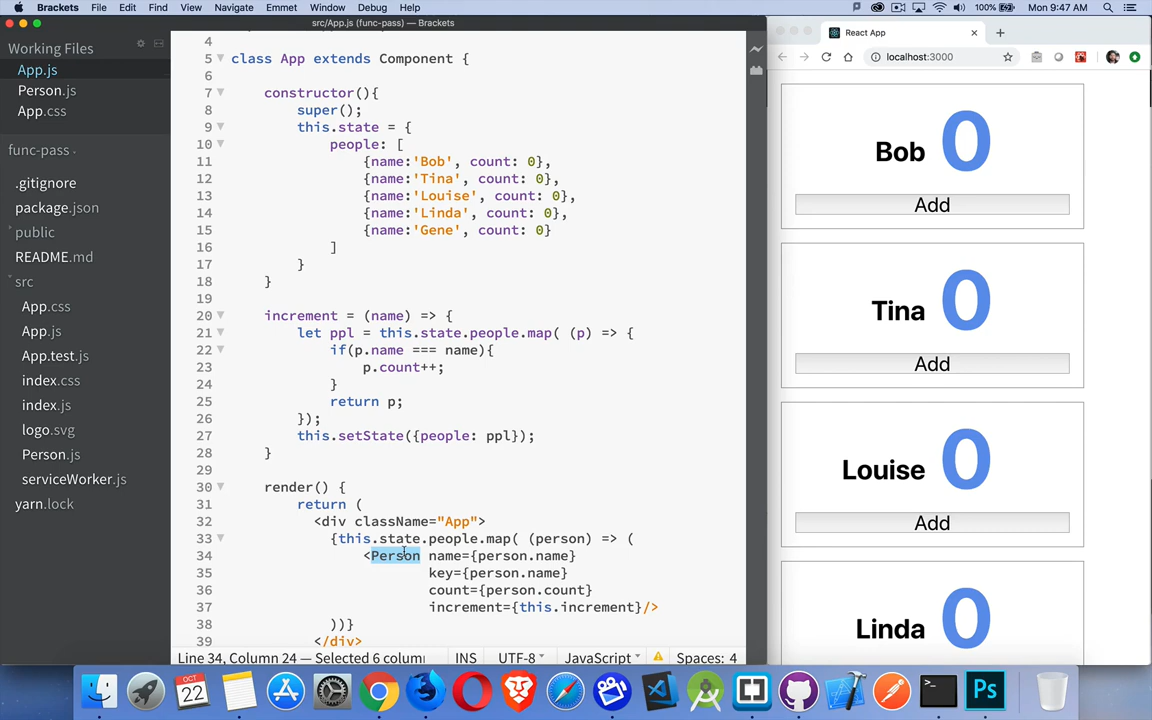 Brackets File Edit Find View Navigate Emmet Window Debug Help 100% Mon 9:47 AM
src/App.js (func-pass) — Brackets
Working Files
App.js
Person.js
App.css
func-pass
.gitignore
package.json
public
README.md
src
App.css
App.js
App.test.js
index.css
index.js
logo.svg
Person.js
serviceWorker.js
yarn.lock
4
5 class App extends Component {
6
7 constructor(){
8 super();
9 this.state = {
10 people: [
11 {name:'Bob', count: 0},
12 {name:'Tina', count: 0},
13 {name:'Louise', count: 0},
14 {name:'Linda', count: 0},
15 {name:'Gene', count: 0}
16 ]
17 }
18 }
19
20 increment = (name) => {
21 let ppl = this.state.people.map( (p) => {
22 if(p.name === name){
23 p.count++;
24 }
25 return p;
26 });
27 this.setState({people: ppl});
28 }
29
30 render() {
31 return (
32 <div className="App">
33 {this.state.people.map( (person) => (
34 <Person name={person.name}
35 key={person.name}
36 count={person.count}
37 increment={this.increment}/>
38 ))}
39 </div>
Line 34, Column 24 — Selected 6 colum INS UTF-8 JavaScript Spaces: 4
React App
localhost:3000
Bob 0
Add
Tina 0
Add
Louise 0
Add
Linda 0
OCT
22
>_
Ps